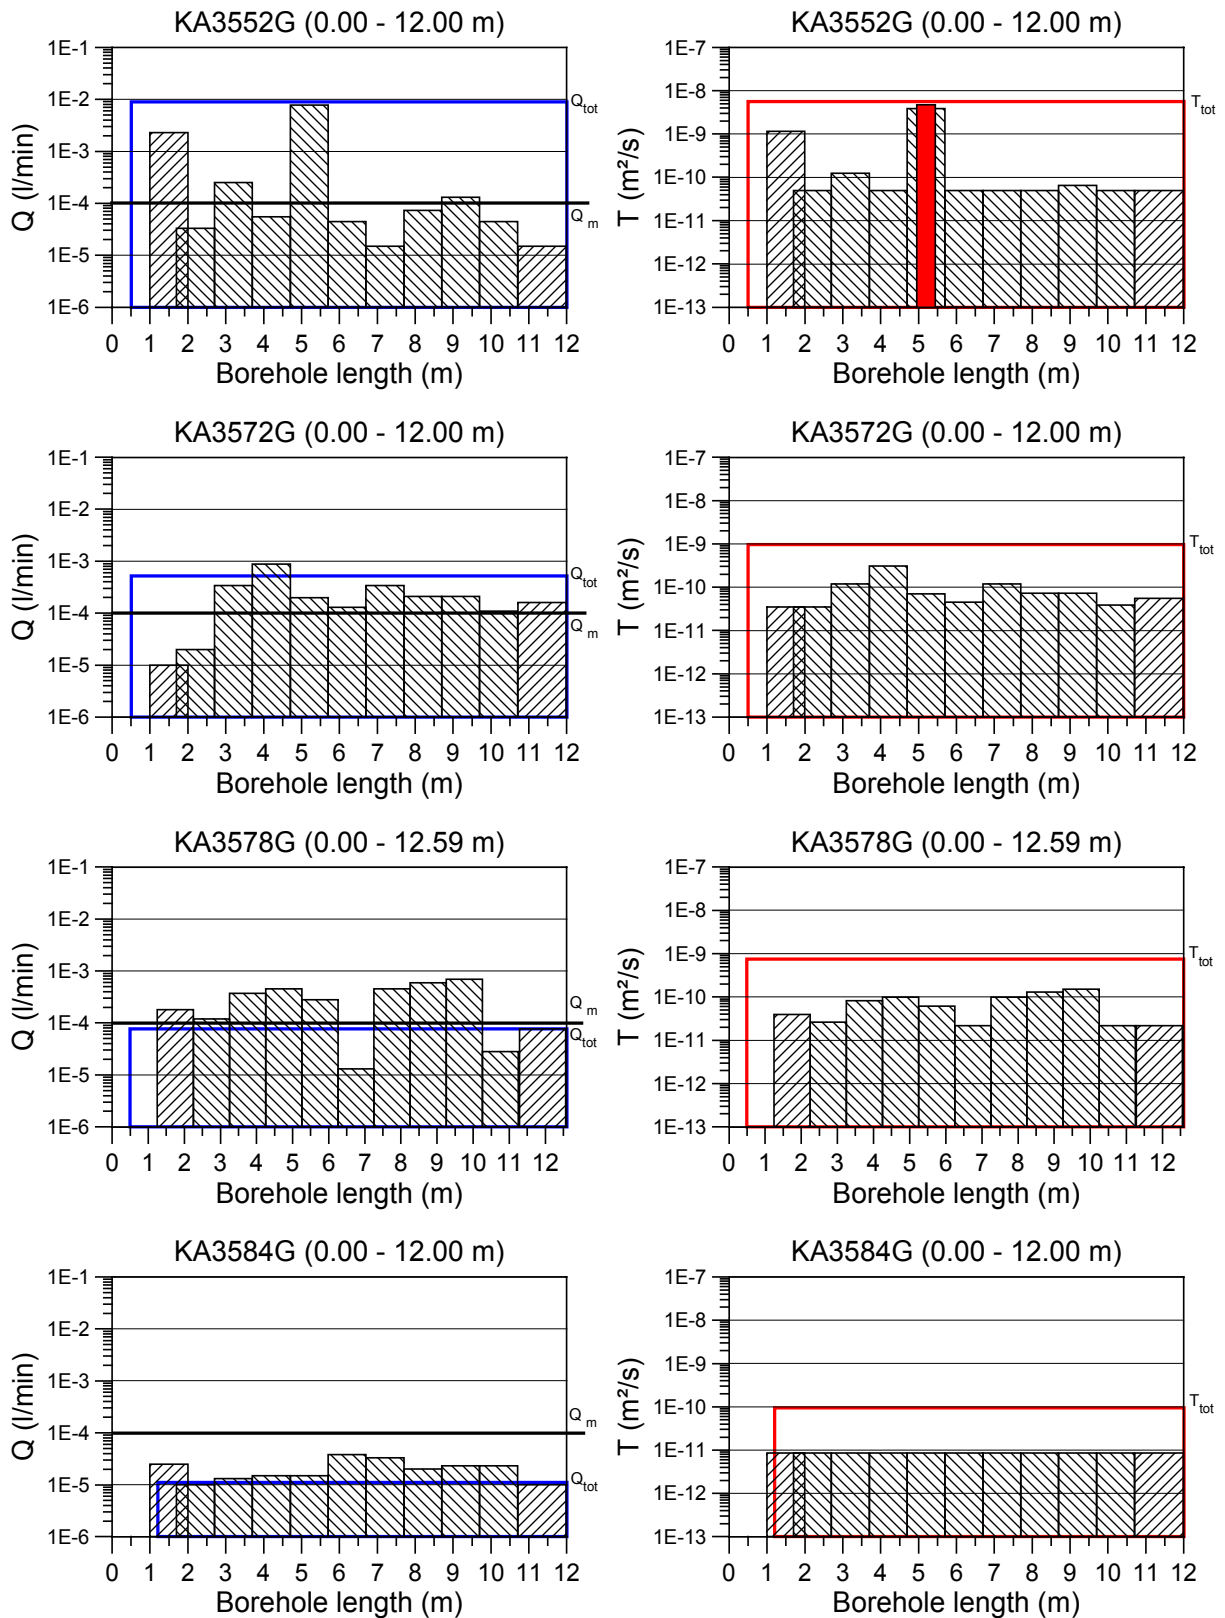 KA3552G (0.00 - 12.00 m)
1E-1
1E-2
1E-3
1E-4
1E-5
1E-6
Q (l/min)
Q tot
Q m
0 1 2 3 4 5 6 7 8 9 10 11 12
Borehole length (m)
KA3552G (0.00 - 12.00 m)
1E-7
1E-8
1E-9
1E-10
1E-11
1E-12
1E-13
T (m²/s)
T tot
0 1 2 3 4 5 6 7 8 9 10 11 12
Borehole length (m)
KA3572G (0.00 - 12.00 m)
1E-1
1E-2
1E-3
1E-4
1E-5
1E-6
Q (l/min)
Q tot
Q m
0 1 2 3 4 5 6 7 8 9 10 11 12
Borehole length (m)
KA3572G (0.00 - 12.00 m)
1E-7
1E-8
1E-9
1E-10
1E-11
1E-12
1E-13
T (m²/s)
T tot
0 1 2 3 4 5 6 7 8 9 10 11 12
Borehole length (m)
KA3578G (0.00 - 12.59 m)
1E-1
1E-2
1E-3
1E-4
1E-5
1E-6
Q (l/min)
Q m
Q tot
0 1 2 3 4 5 6 7 8 9 10 11 12
Borehole length (m)
KA3578G (0.00 - 12.59 m)
1E-7
1E-8
1E-9
1E-10
1E-11
1E-12
1E-13
T (m²/s)
T tot
0 1 2 3 4 5 6 7 8 9 10 11 12
Borehole length (m)
KA3584G (0.00 - 12.00 m)
1E-1
1E-2
1E-3
1E-4
1E-5
1E-6
Q (l/min)
Q m
Q tot
0 1 2 3 4 5 6 7 8 9 10 11 12
Borehole length (m)
KA3584G (0.00 - 12.00 m)
1E-7
1E-8
1E-9
1E-10
1E-11
1E-12
1E-13
T (m²/s)
T tot
0 1 2 3 4 5 6 7 8 9 10 11 12
Borehole length (m)